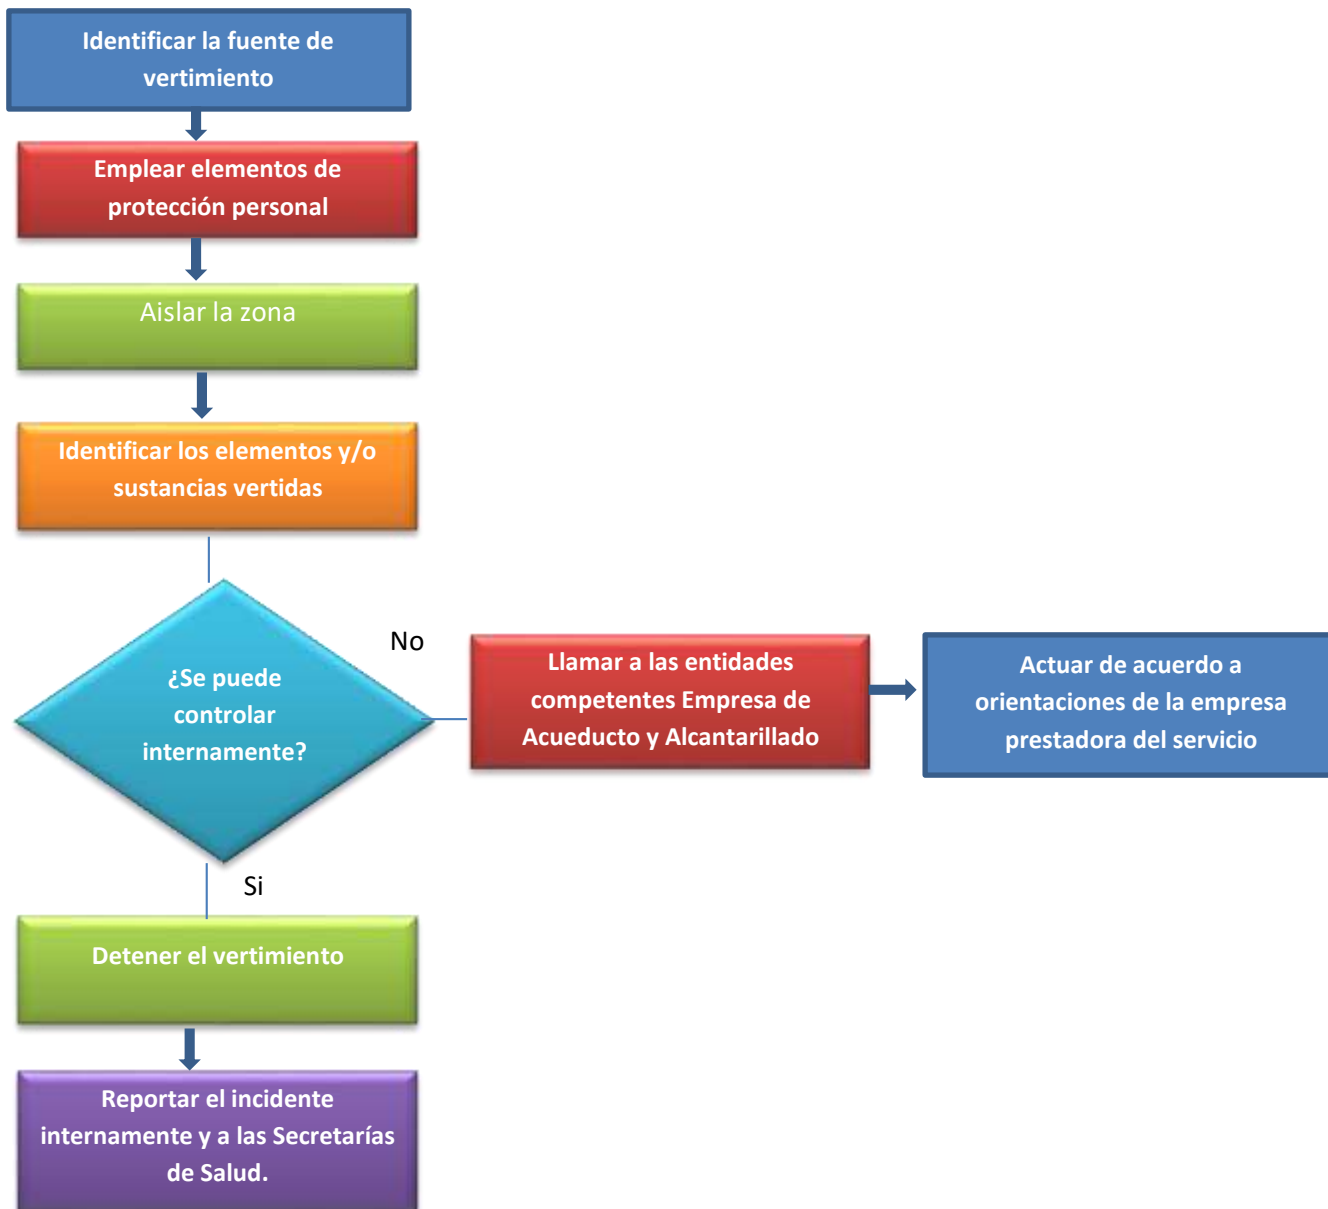 Identificar la fuente de
vertimiento
Emplear elementos de
protección personal
Aislar la zona
Identificar los elementos y/o
sustancias vertidas
¿Se puede
controlar
internamente?
No
Llamar a las entidades
competentes Empresa de
Acueducto y Alcantarillado
Actuar de acuerdo a
orientaciones de la empresa
prestadora del servicio
Si
Detener el vertimiento
Reportar el incidente
internamente y a las Secretarías
de Salud.